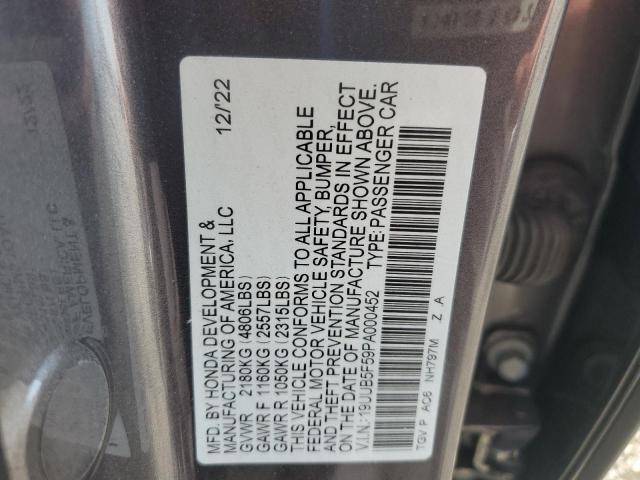 MFD. BY HONDA DEVELOPMENT &
MANUFACTURING OF AMERICA, LLC 12/22
GVWR 2180KG (4806LBS)
GAWR F 1160KG (2557LBS)
GAWR R 1050KG (2315LBS)
THIS VEHICLE CONFORMS TO ALL APPLICABLE
FEDERAL MOTOR VEHICLE SAFETY, BUMPER,
AND THEFT PREVENTION STANDARDS IN EFFECT
ON THE DATE OF MANUFACTURE SHOWN ABOVE.
V.I.N.: 19UUB5F59PA000452 TYPE: PASSENGER CAR
TGV P AC6 NH797M Z A